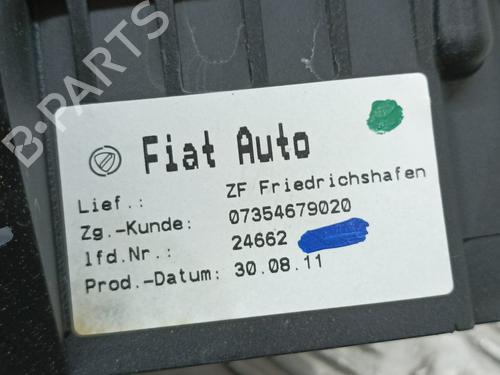 B-PARTS
Fiat Auto
Lief.: ZF Friedrichshafen
Zg.-Kunde: 07354679020
lfd.Nr.: 24662
Prod.-Datum: 30.08.11